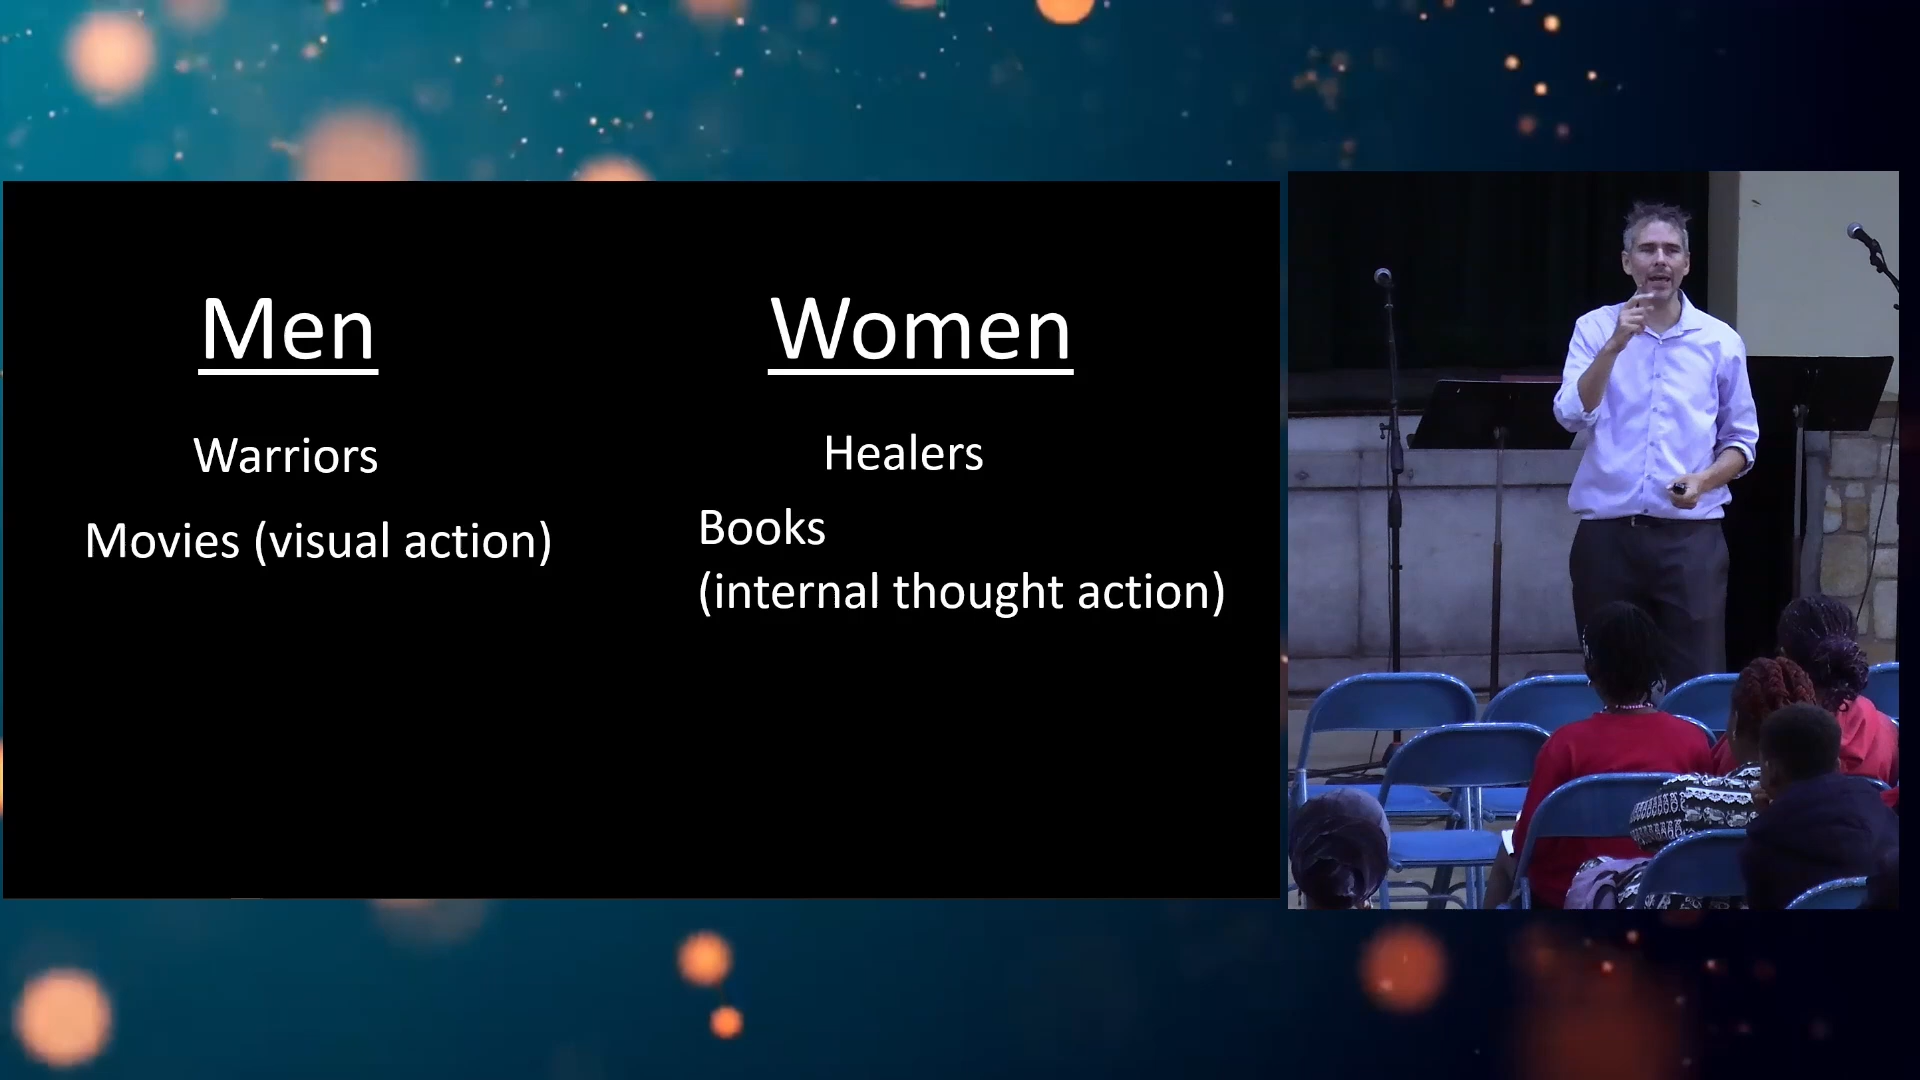 Men
Warriors
Movies (visual action)
Women
Healers
Books
(internal thought action)